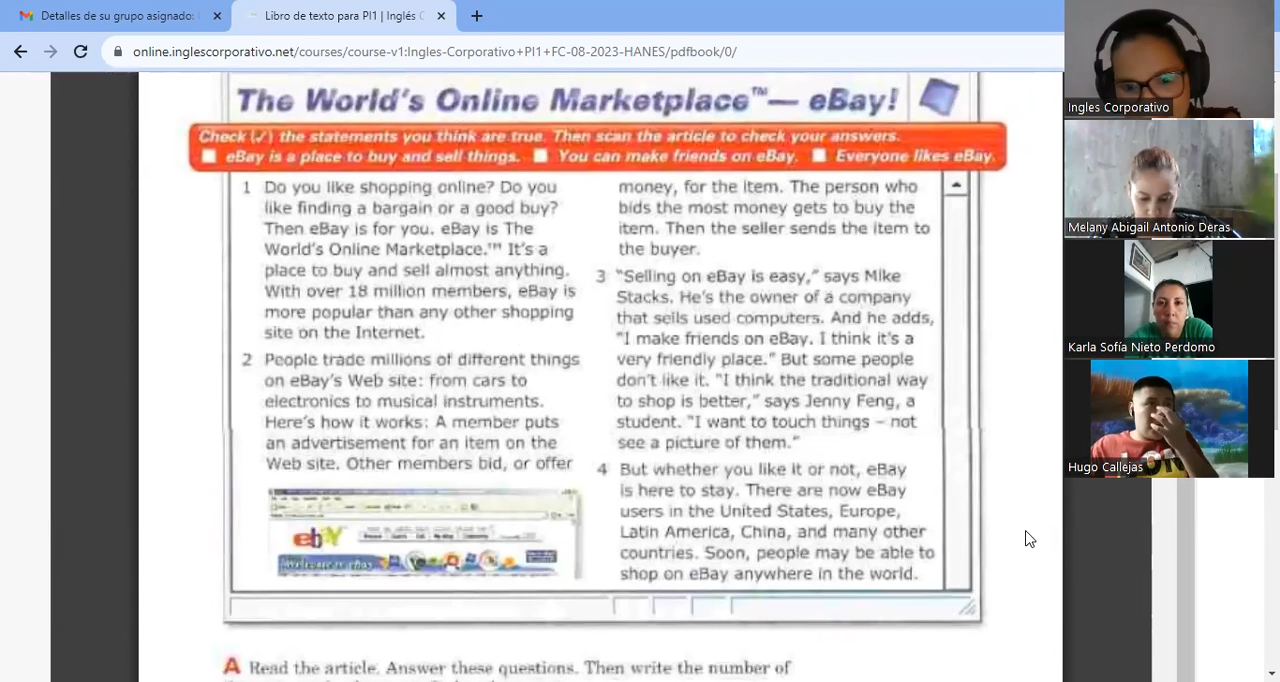 Detalles de su grupo asignado:
Libro de texto para PI1 | Inglés C
online.inglescorporativo.net/courses/course-v1:Ingles-Corporativo+PI1+FC-08-2023-HANES/pdfbook/0/
The World's Online Marketplace™— eBay!
Check (✓) the statements you think are true. Then scan the article to check your answers.
eBay is a place to buy and sell things. You can make friends on eBay. Everyone likes eBay.
1 Do you like shopping online? Do you
like finding a bargain or a good buy?
Then eBay is for you. eBay is The
World's Online Marketplace.™ It's a
place to buy and sell almost anything.
With over 18 million members, eBay is
more popular than any other shopping
site on the Internet.
2 People trade millions of different things
on eBay's Web site: from cars to
electronics to musical instruments.
Here's how it works: A member puts
an advertisement for an item on the
Web site. Other members bid, or offer
money, for the item. The person who
bids the most money gets to buy the
item. Then the seller sends the item to
the buyer.
3 "Selling on eBay is easy," says Mike
Stacks. He's the owner of a company
that sells used computers. And he adds,
"I make friends on eBay. I think it's a
very friendly place." But some people
don't like it. "I think the traditional way
to shop is better," says Jenny Feng, a
student. "I want to touch things – not
see a picture of them."
4 But whether you like it or not, eBay
is here to stay. There are now eBay
users in the United States, Europe,
Latin America, China, and many other
countries. Soon, people may be able to
shop on eBay anywhere in the world.
ebY
Welcome to eBay
A Read the article. Answer these questions. Then write the number of
Ingles Corporativo
Melany Abigail Antonio Deras
Karla Sofía Nieto Perdomo
Hugo Callejas